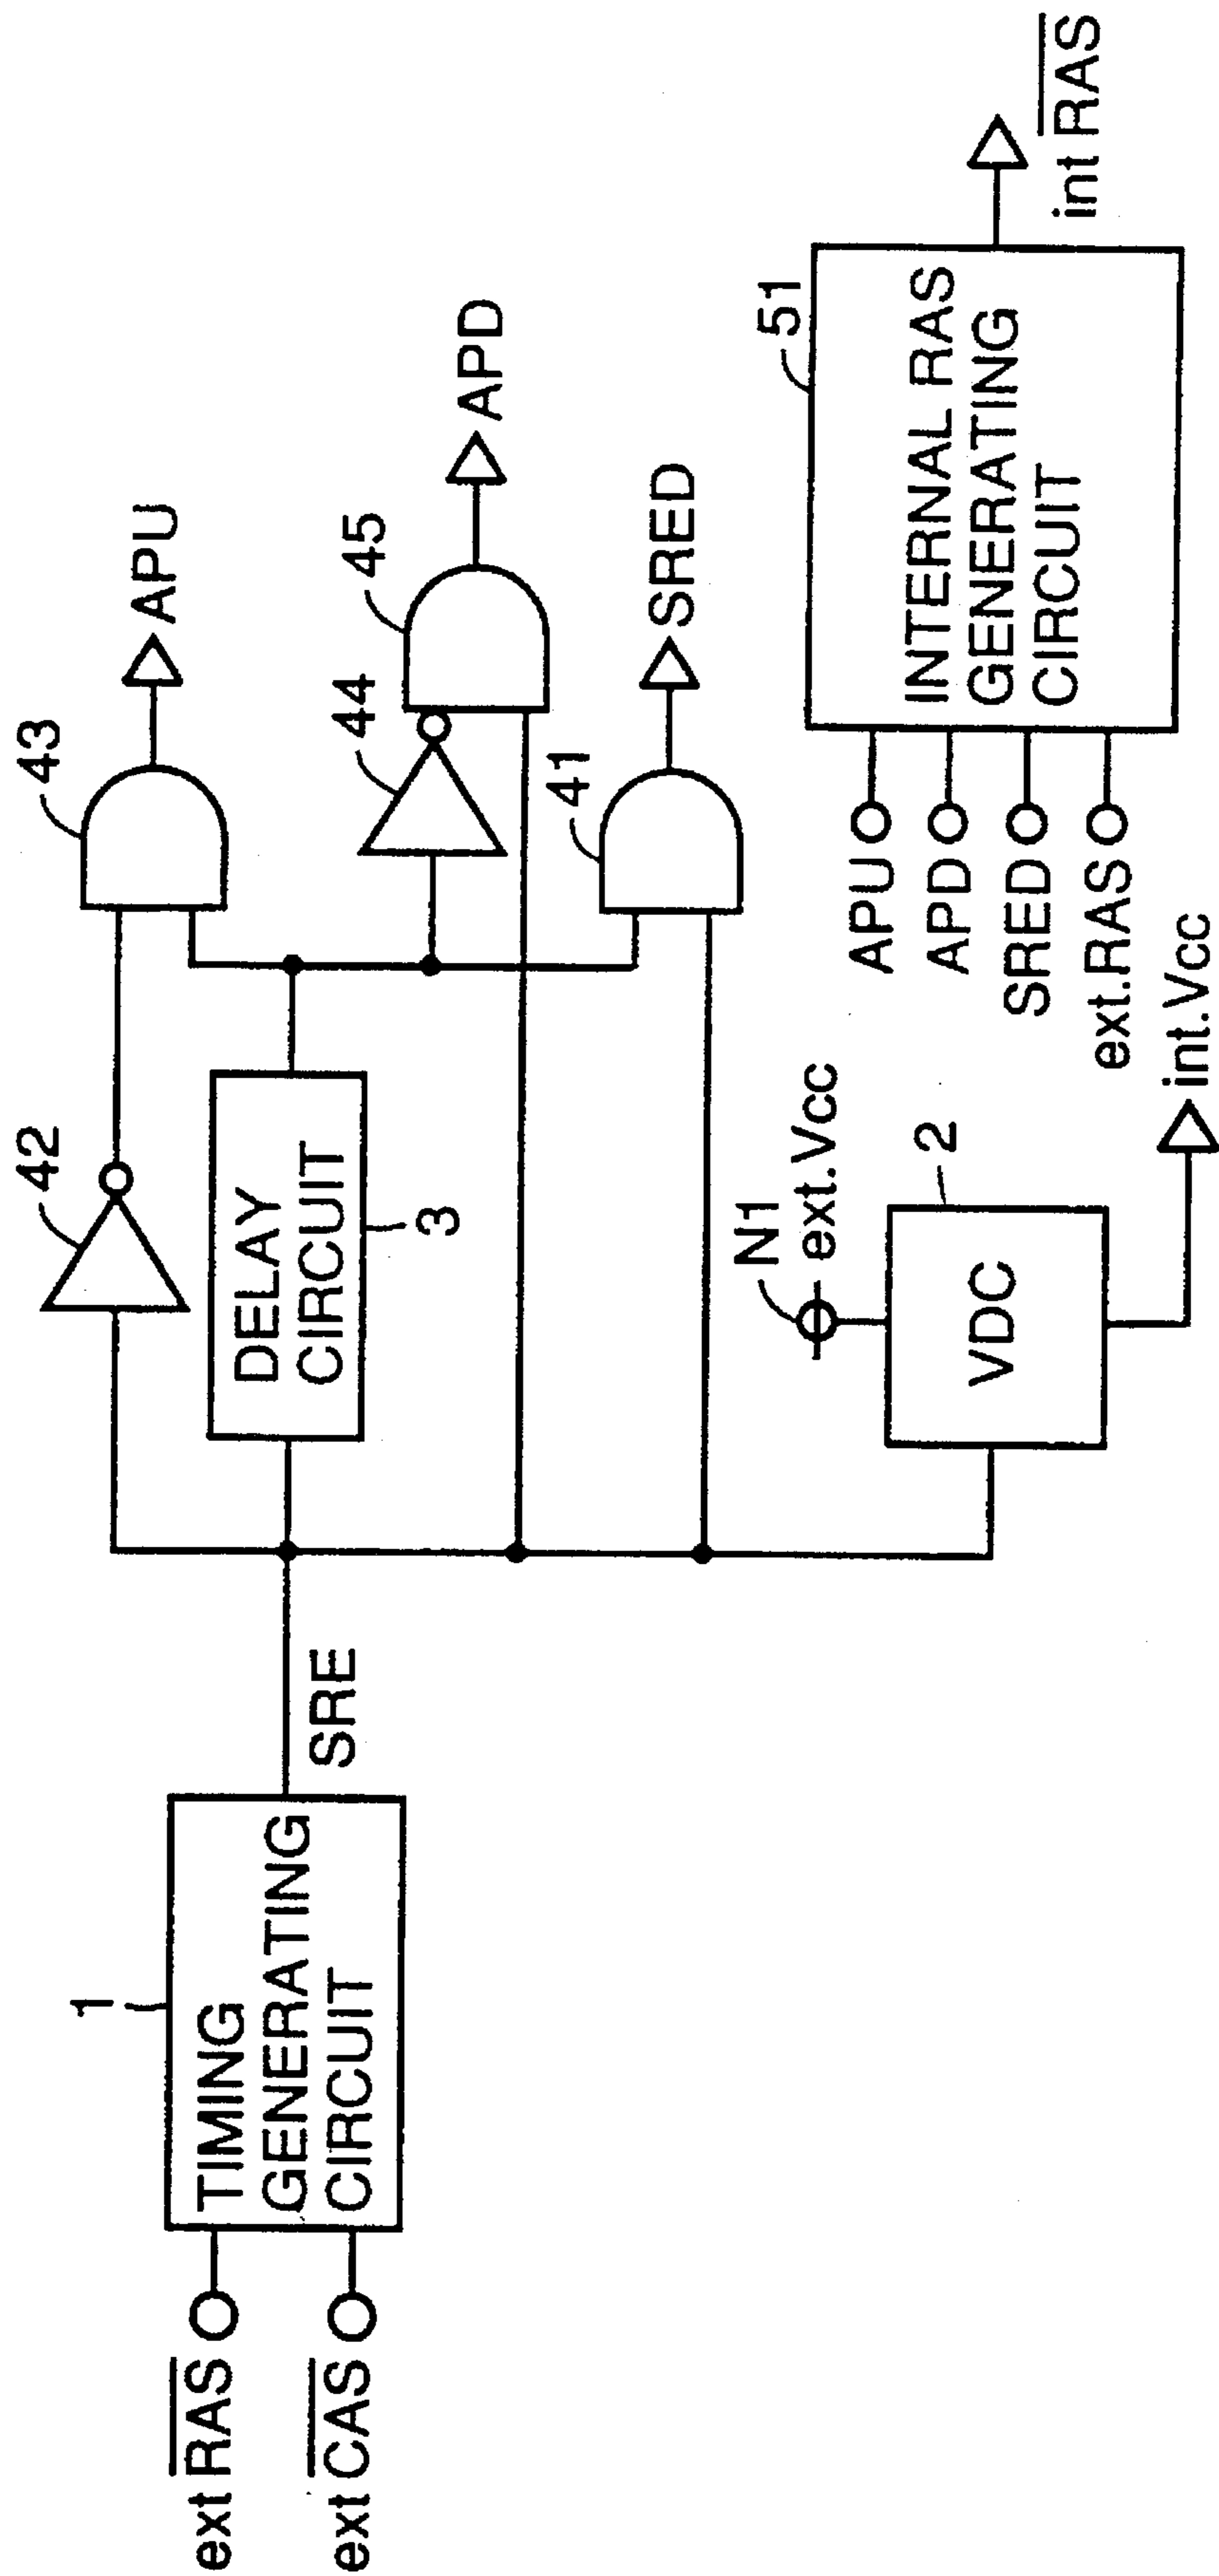 ext RAS
ext CAS
1
TIMING
GENERATING
CIRCUIT
SRE
42
DELAY
CIRCUIT
3
43
APU
44
45
APD
41
SRED
N1
ext.Vcc
2
VDC
int.Vcc
APU
APD
SRED
ext.RAS
51
INTERNAL RAS
GENERATING
CIRCUIT
int RAS